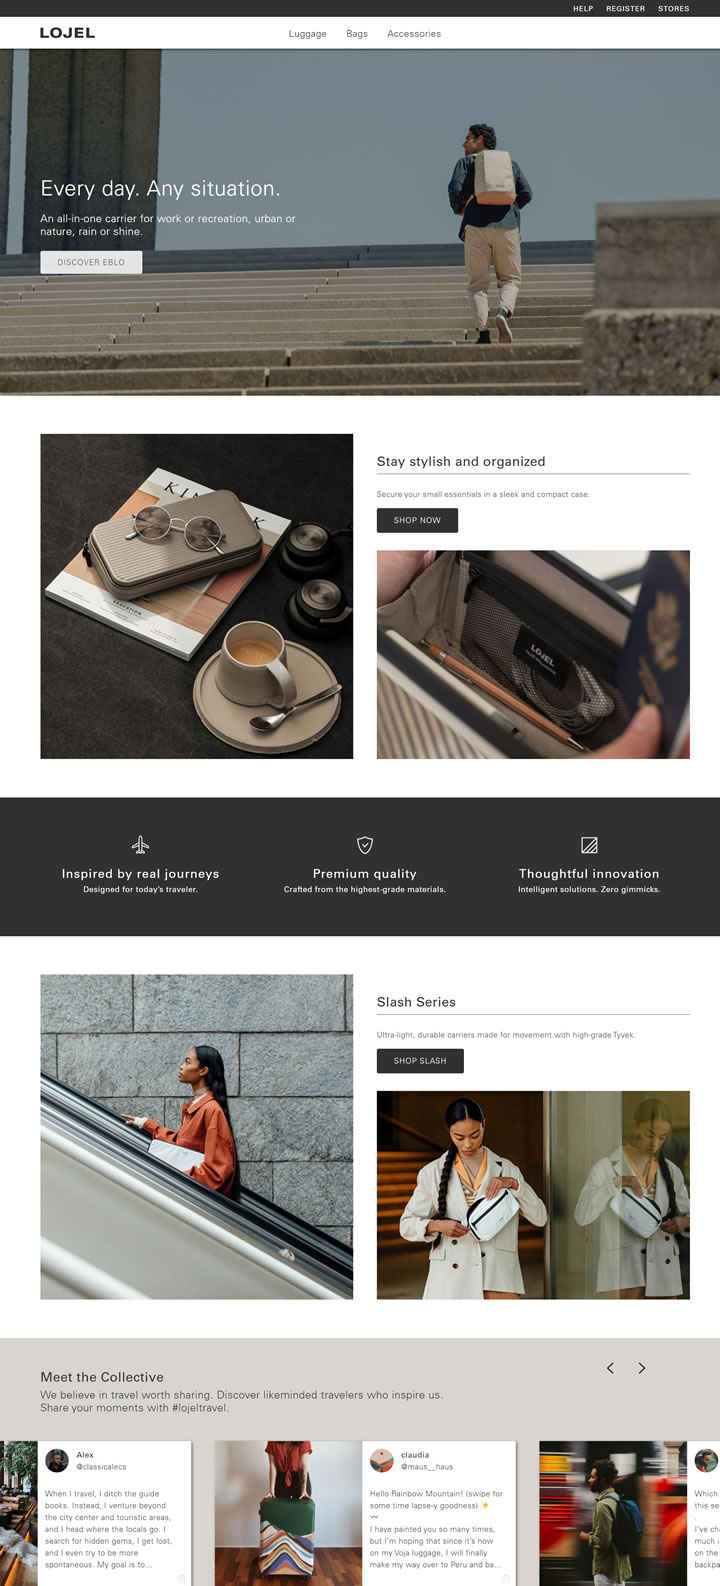 HELP REGISTER STORES
LOJEL Luggage Bags Accessories
Every day. Any situation.
An all-in-one carrier for work or recreation, urban or
nature, rain or shine.
DISCOVER EBLO
Stay stylish and organized
Secure your small essentials in a sleek and compact case.
SHOP NOW
KIN K
EDUCATION
LOJEL
Inspired by real journeys
Designed for today's traveler.
Premium quality
Crafted from the highest-grade materials.
Thoughtful innovation
Intelligent solutions. Zero gimmicks.
Slash Series
Ultra-light, durable carriers made for movement with high-grade Tyvek.
SHOP SLASH
Meet the Collective
We believe in travel worth sharing. Discover likeminded travelers who inspire us.
Share your moments with #lojeltravel.
Alex
@classicalecs
When I travel, I ditch the guide
books. Instead, I venture beyond
the city center and touristic areas,
and I head where the locals go. I
search for hidden gems, I get lost,
and I even try to be more
spontaneous. My goal is to...
claudia
@maus__haus
Hello Rainbow Mountain! (swipe for
some time lapse-y goodness) ✨
〰
I have painted you so many times,
but I'm hoping that since it's now
on my Voja luggage, I will finally
make my way over to Peru and ba...
Which
this se
.
I've cha
much i
on the
backpa